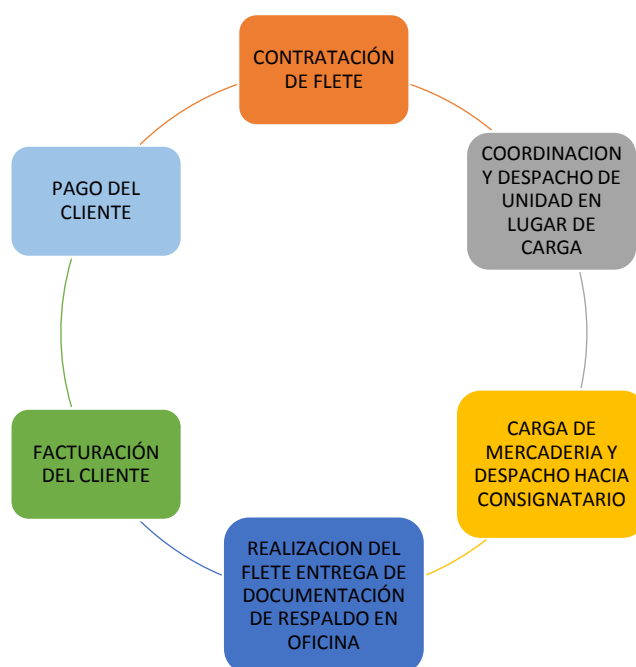 CONTRATACIÓN
DE FLETE
COORDINACION
Y DESPACHO DE
UNIDAD EN
LUGAR DE
CARGA
CARGA DE
MERCADERIA Y
DESPACHO HACIA
CONSIGNATARIO
REALIZACION DEL
FLETE ENTREGA DE
DOCUMENTACIÓN
DE RESPALDO EN
OFICINA
FACTURACIÓN
DEL CLIENTE
PAGO DEL
CLIENTE